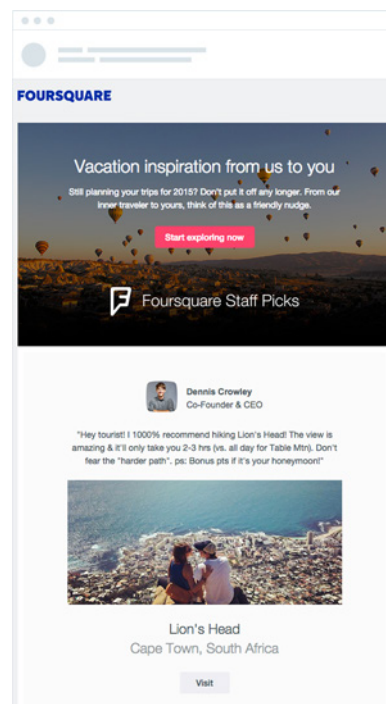 FOURSQUARE
Vacation inspiration from us to you
Still planning your trips for 2015? Don't put it off any longer. From our
inner traveler to yours, think of this as a friendly nudge.
Start exploring now
Foursquare Staff Picks
Dennis Crowley
Co-Founder & CEO
"Hey tourist! I 1000% recommend hiking Lion's Head! The view is
amazing & it'll only take you 2-3 hrs (vs. all day for Table Mtn). Don't
fear the "harder path". ps: Bonus pts if it's your honeymoon!"
Lion's Head
Cape Town, South Africa
Visit